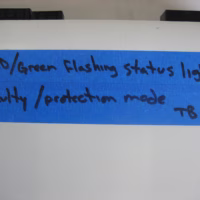 /Green Flashing status lig
ulty/protection mode
TB